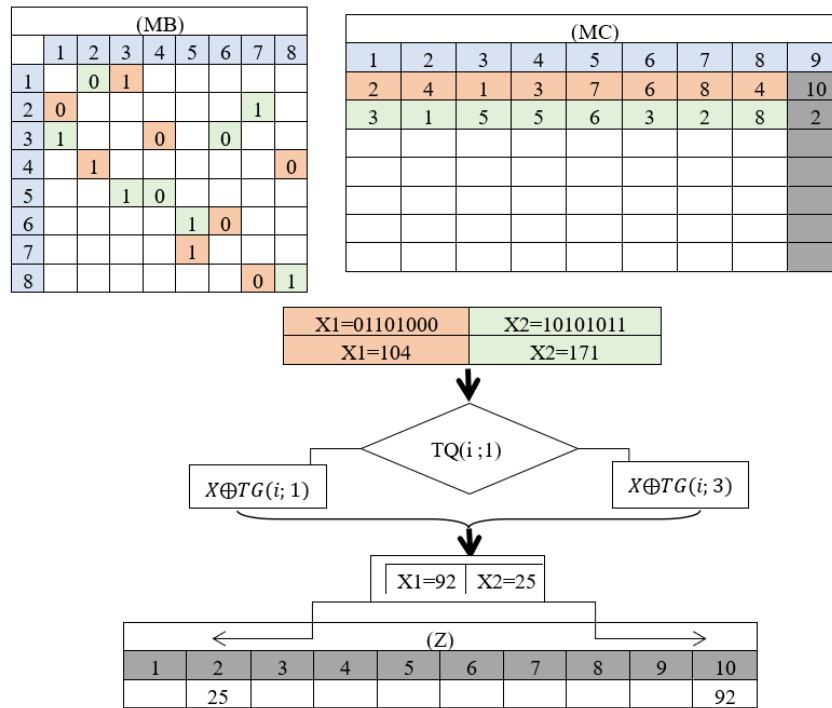 (MB)
1 2 3 4 5 6 7 8
1 0 1
2 0 1
3 1 0 0
4 1 0
5 1 0
6 1 0
7 1
8 0 1
(MC)
1 2 3 4 5 6 7 8 9
2 4 1 3 7 6 8 4 10
3 1 5 5 6 3 2 8 2
X1=01101000 X2=10101011
X1=104 X2=171
TQ(i ;1)
X⊕TG(i; 1) X⊕TG(i; 3)
X1=92 X2=25
(Z)
1 2 3 4 5 6 7 8 9 10
25 92